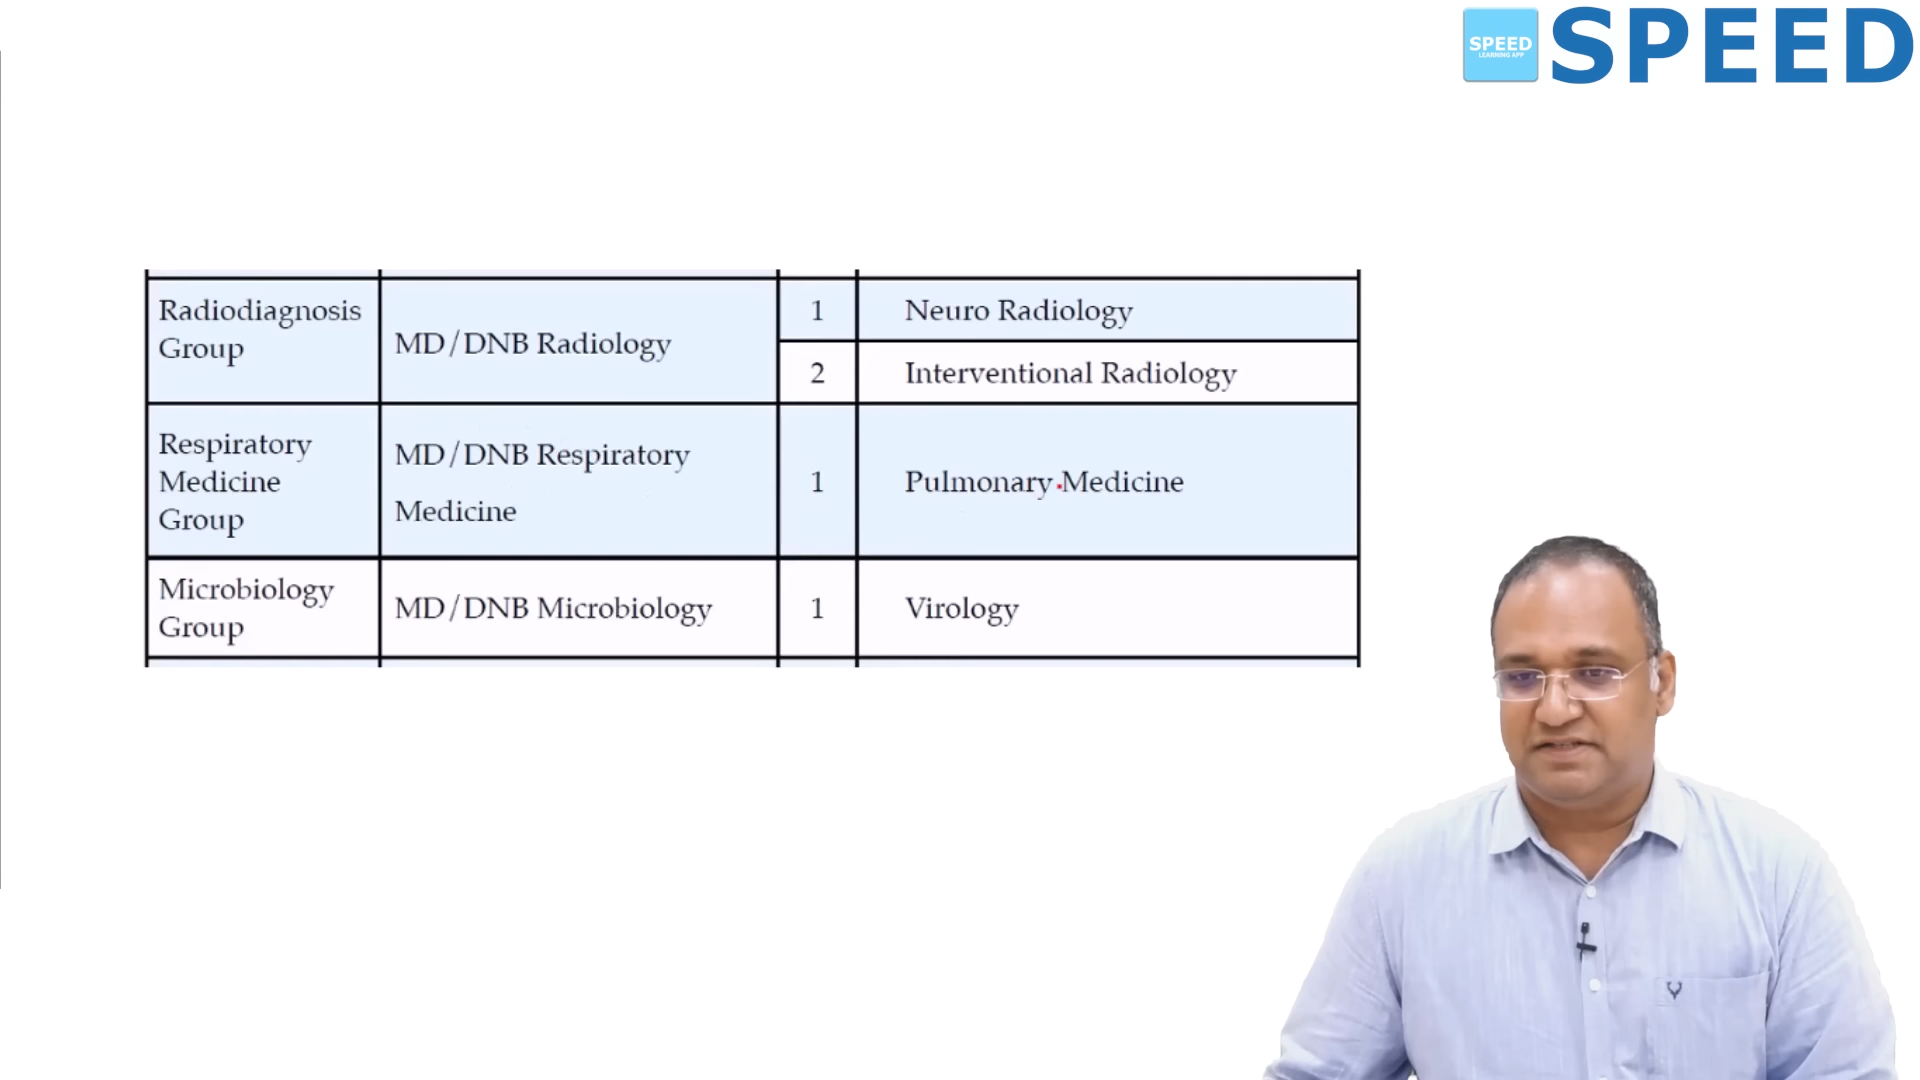 SPEED
LEARNING APP
SPEED
Radiodiagnosis
Group
MD/DNB Radiology
1
Neuro Radiology
2
Interventional Radiology
Respiratory
Medicine
Group
MD/DNB Respiratory
Medicine
1
Pulmonary Medicine
Microbiology
Group
MD/DNB Microbiology
1
Virology